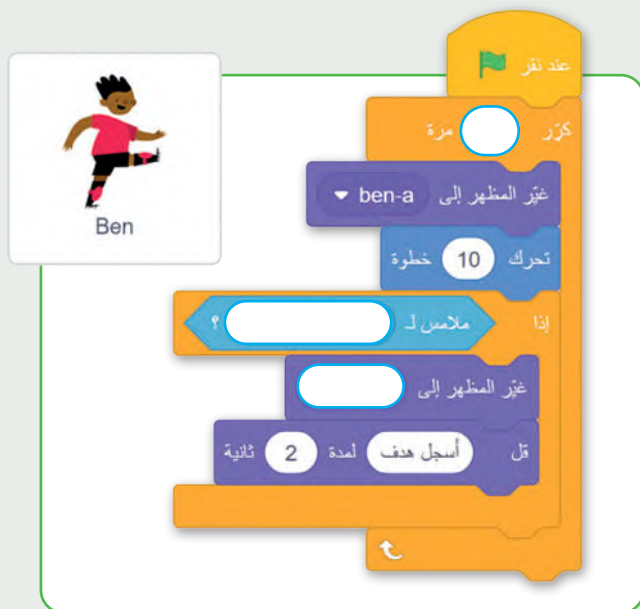 عند نقر
كرّر مرة
غيّر المظهر إلى ben-a
Ben
تحرك 10 خطوة
إذا ملامس لـ ؟
غيّر المظهر إلى
قل أسجل هدف لمدة 2 ثانية